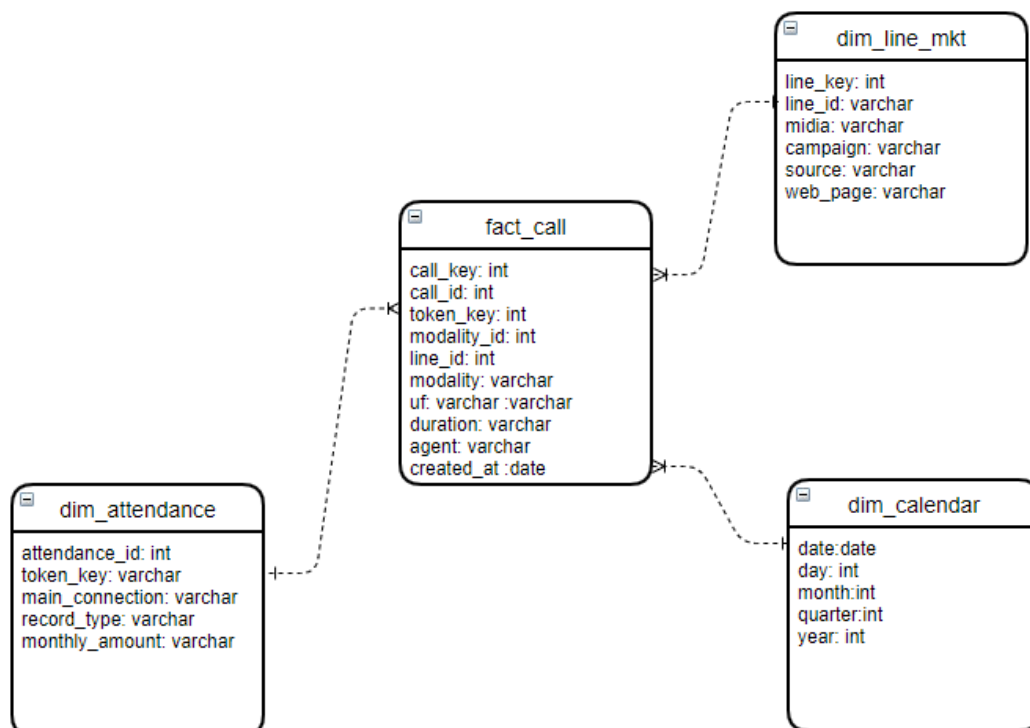 dim_line_mkt
line_key: int
line_id: varchar
midia: varchar
campaign: varchar
source: varchar
web_page: varchar
fact_call
call_key: int
call_id: int
token_key: int
modality_id: int
line_id: int
modality: varchar
uf: varchar :varchar
duration: varchar
agent: varchar
created_at :date
dim_attendance
attendance_id: int
token_key: varchar
main_connection: varchar
record_type: varchar
monthly_amount: varchar
dim_calendar
date:date
day: int
month:int
quarter:int
year: int